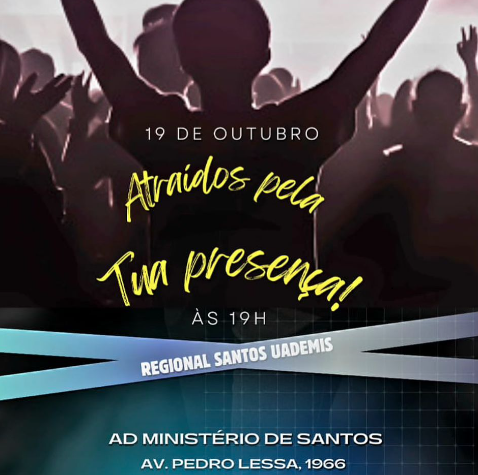 19 DE OUTUBRO
Atraídos pela
Tua presença!
ÀS 19H
REGIONAL SANTOS UADEMIS
AD MINISTÉRIO DE SANTOS
AV. PEDRO LESSA, 1966